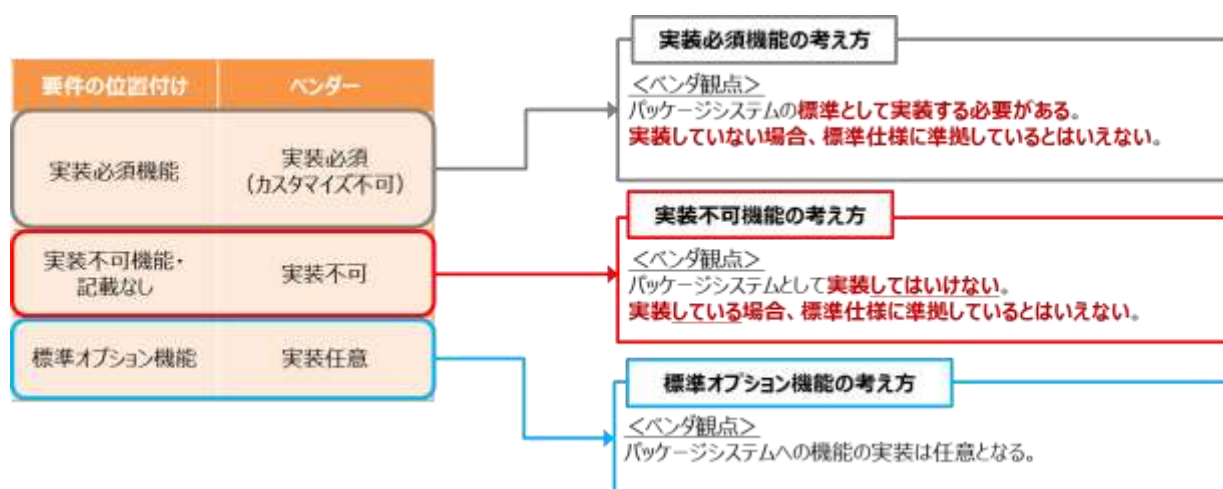 要件の位置付け
ベンダー
実装必須機能
実装必須
(カスタマイズ不可)
実装不可機能・
記載なし
実装不可
標準オプション機能
実装任意
実装必須機能の考え方
<ベンダ観点>
パッケージシステムの標準として実装する必要がある。
実装していない場合、標準仕様に準拠しているとはいえない。
実装不可機能の考え方
<ベンダ観点>
パッケージシステムとして実装してはいけない。
実装している場合、標準仕様に準拠しているとはいえない。
標準オプション機能の考え方
<ベンダ観点>
パッケージシステムへの機能の実装は任意となる。